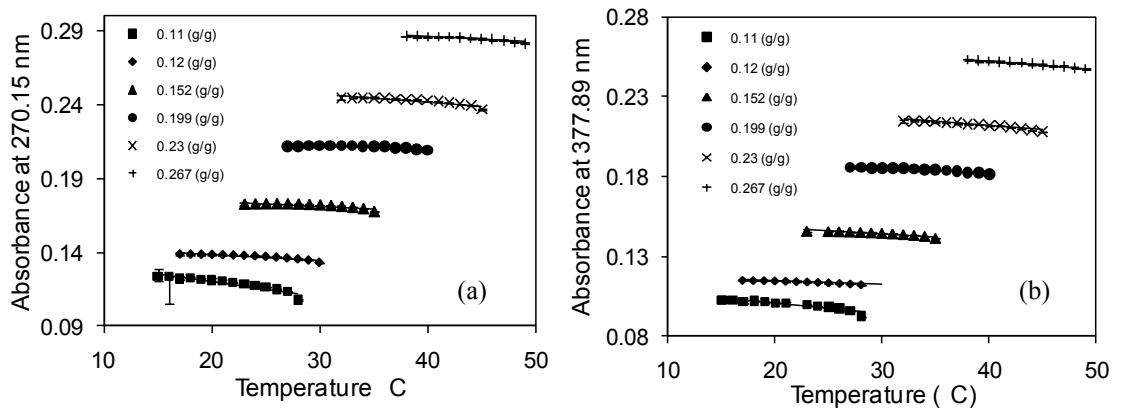 Absorbance at 270.15 nm
0.29
0.24
0.19
0.14
0.09
0.11 (g/g)
0.12 (g/g)
0.152 (g/g)
0.199 (g/g)
0.23 (g/g)
0.267 (g/g)
(a)
10 20 30 40 50
Temperature C
Absorbance at 377.89 nm
0.28
0.23
0.18
0.13
0.08
0.11 (g/g)
0.12 (g/g)
0.152 (g/g)
0.199 (g/g)
0.23 (g/g)
0.267 (g/g)
(b)
10 20 30 40 50
Temperature ( C)